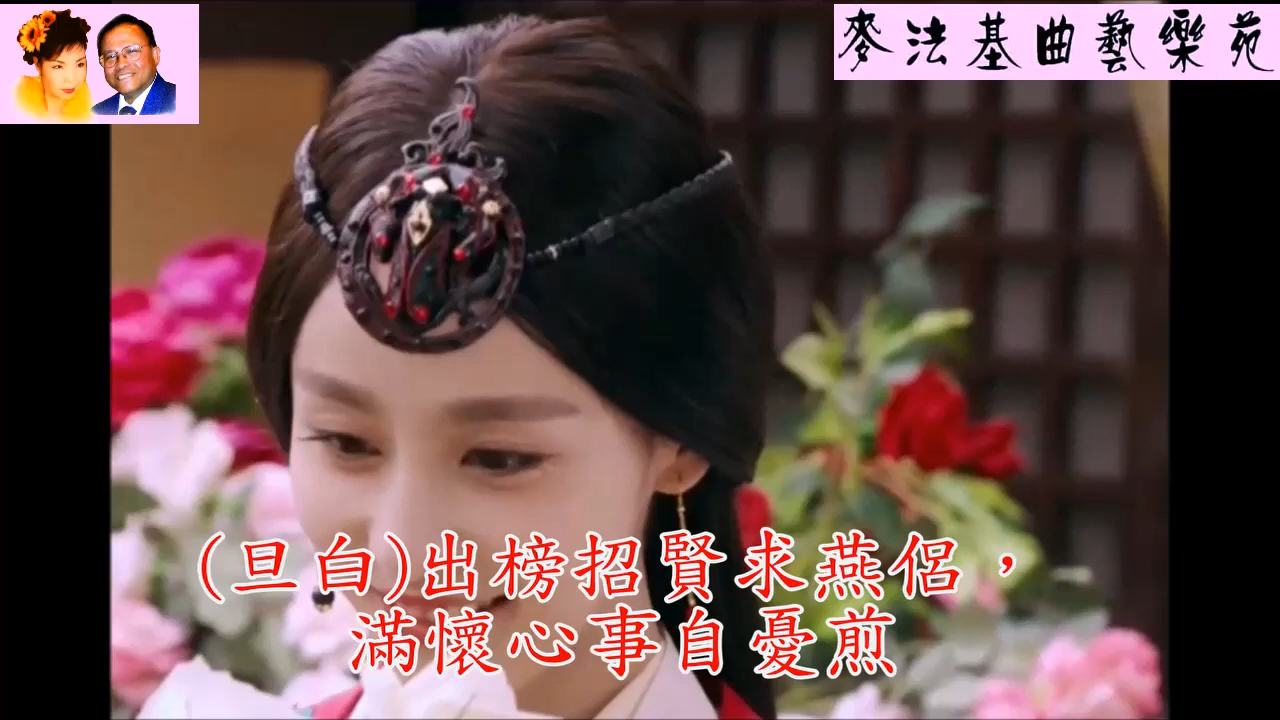 麥法基曲藝樂苑
(旦白)出榜招賢求燕侶，
滿懷心事自憂煎